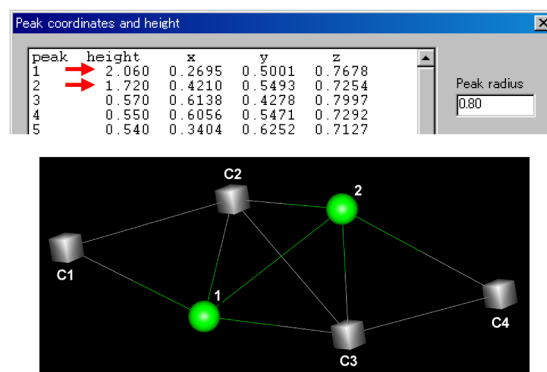 Peak coordinates and height
peak height x y z
1 2.060 0.2695 0.5001 0.7678
2 1.720 0.4210 0.5493 0.7254
3 0.570 0.6138 0.4278 0.7997
4 0.550 0.6056 0.5471 0.7292
5 0.540 0.3404 0.6252 0.7127
Peak radius
0.80
C2
2
C1
1
C4
C3